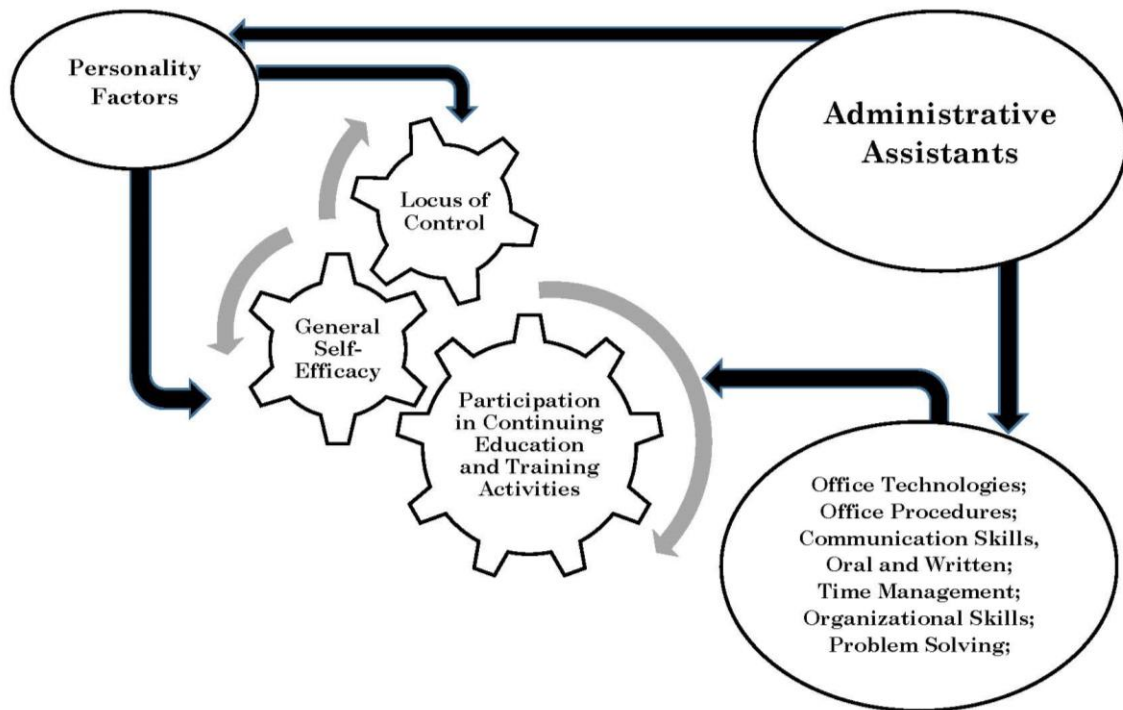 Personality
Factors
Administrative
Assistants
Locus of
Control
General
Self-
Efficacy
Participation
in Continuing
Education
and Training
Activities
Office Technologies;
Office Procedures;
Communication Skills,
Oral and Written;
Time Management;
Organizational Skills;
Problem Solving;